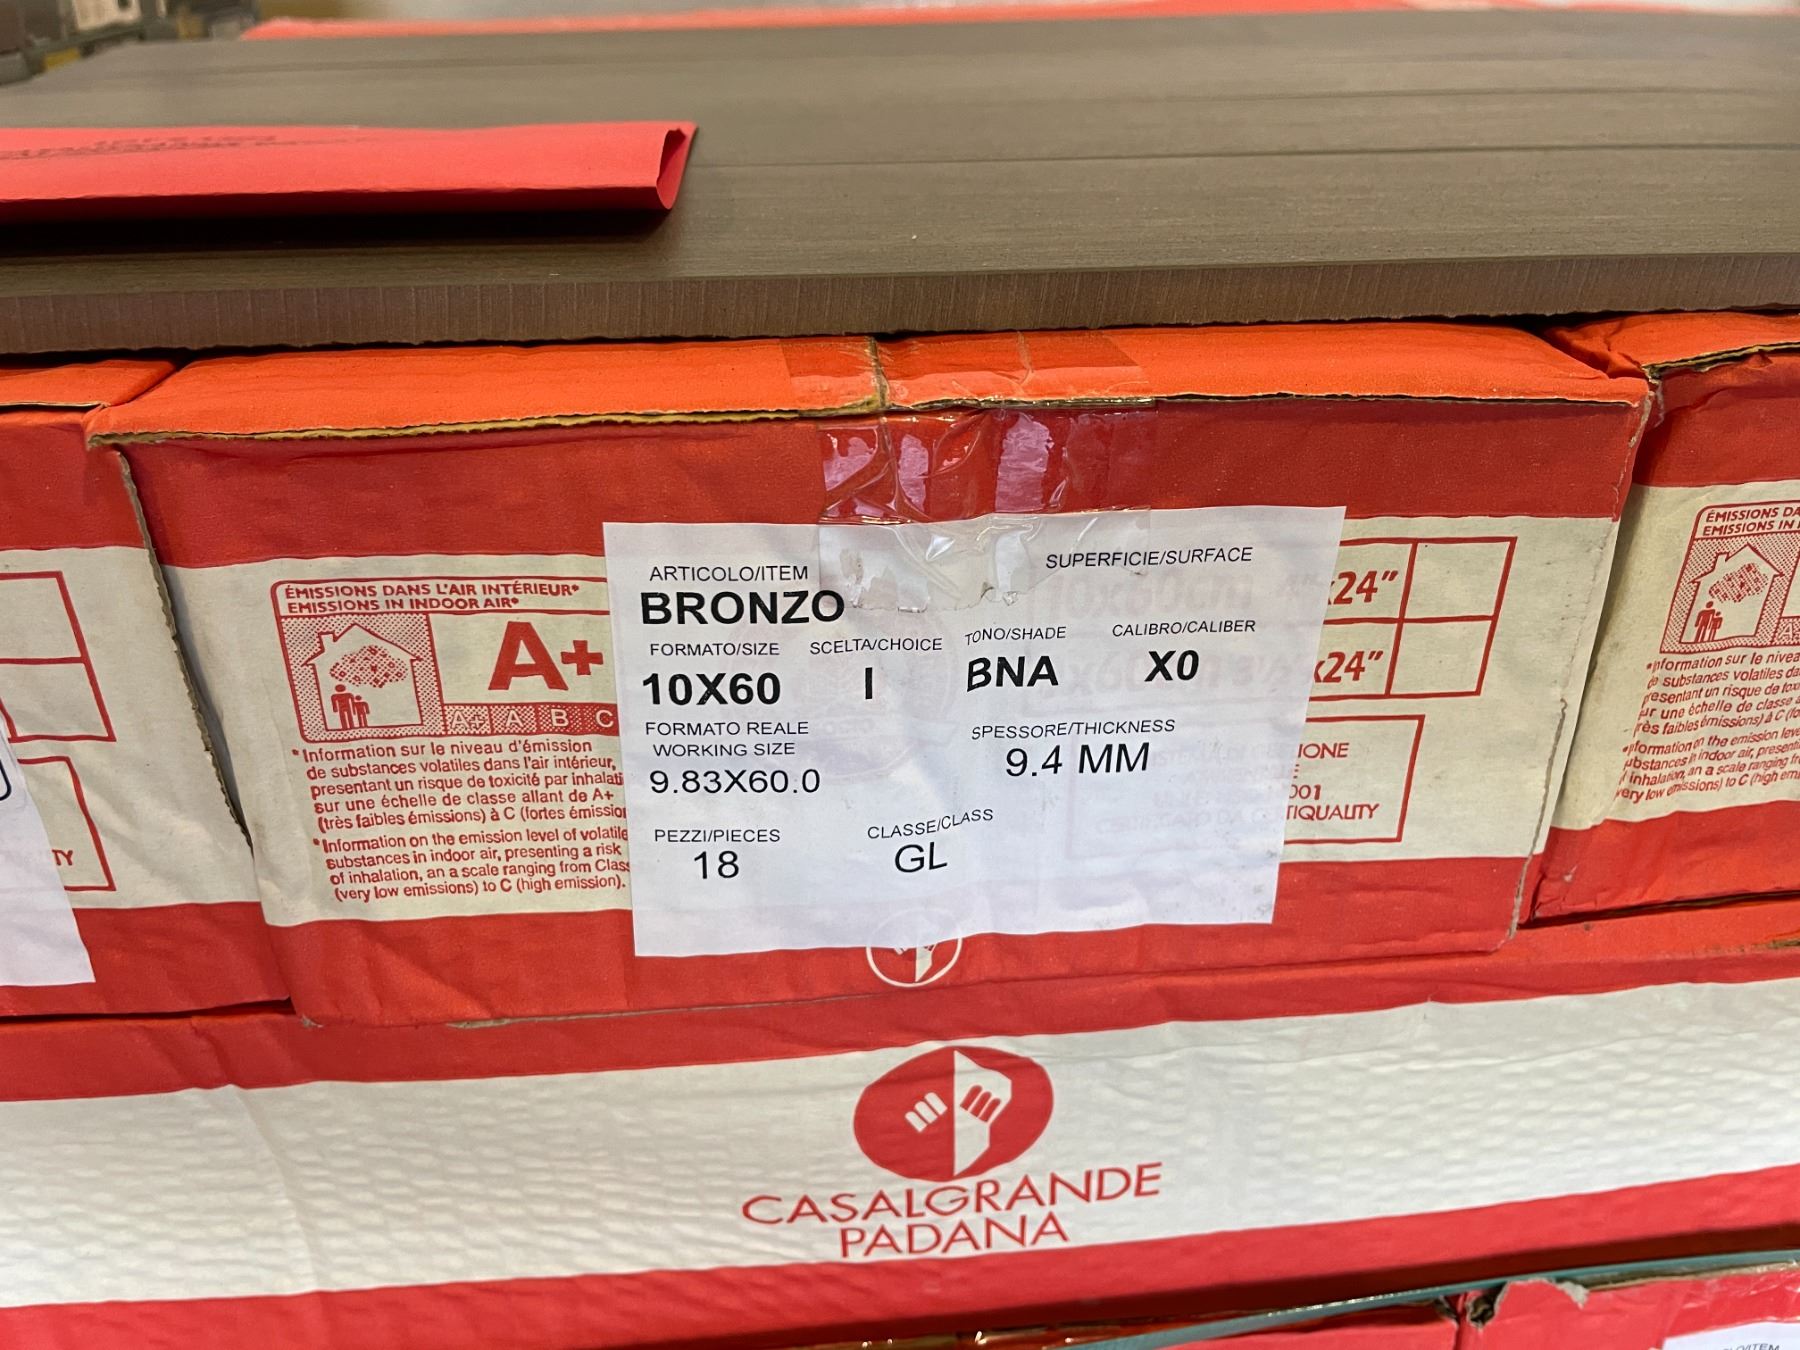 ÉMISSIONS DANS L'AIR INTÉRIEUR*
EMISSIONS IN INDOOR AIR*
A+
A+ A B C
*Information sur le niveau d'émission
de substances volatiles dans l'air intérieur,
presentant un risque de toxicité par
sur une échelle de classe allant de A+
(très faibles émissions) à C (fortes
*Information on the emission level of volatile
substances in indoor air, presenting a risk
of inhalation, an a scale ranging from
(very low emissions) to C (high emission).
ARTICOLO/ITEM
BRONZO
SUPERFICIE/SURFACE
FORMATO/SIZE
10X60
SCELTA/CHOICE
I
TONO/SHADE
BNA
CALIBRO/CALIBER
X0
FORMATO REALE
WORKING SIZE
9.83X60.0
SPESSORE/THICKNESS
9.4 MM
PEZZI/PIECES
18
CLASSE/CLASS
GL
x24"
x24"
CASALGRANDE
PADANA
ÉMISSIONS
EMISSIONS IN